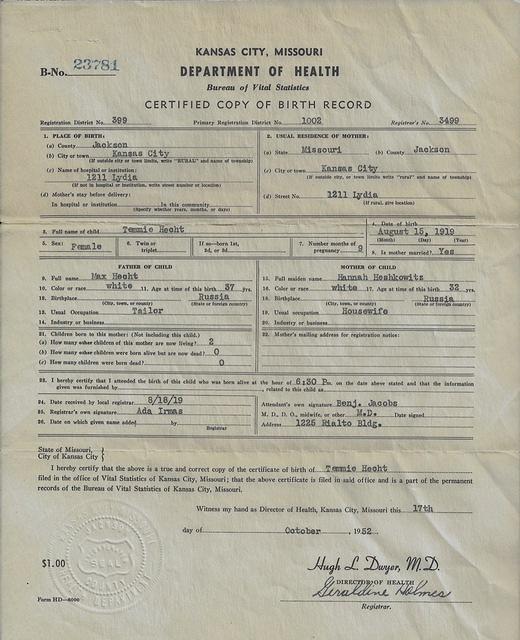 KANSAS CITY, MISSOURI
B-No. 23781
DEPARTMENT OF HEALTH
Bureau of Vital Statistics
CERTIFIED COPY OF BIRTH RECORD
Registration District No. 399 Primary Registration District No. 1002 Registrar's No. 3499
1. PLACE OF BIRTH:
(a) County Jackson
(b) City or town Kansas City
(If outside city or town limits, write "RURAL" and name of township)
(c) Name of hospital or institution:
1211 Lydia
(If not in hospital or institution, write street number or location)
(d) Mother's stay before delivery:
In hospital or institution In this community
(Specify whether years, months, or days)
2. USUAL RESIDENCE OF MOTHER:
(a) State Missouri (b) County Jackson
(c) City or town Kansas City
(If outside city or town limits, write "rural" and name of township)
(d) Street No. 1211 Lydia
(If rural, give location)
3. Full name of child Temmie Hecht
4. Date of birth
August 15, 1919
(Month) (Day) (Year)
5. Sex: Female
6. Twin or triplet
If so—born 1st, 2d, or 3d
7. Number months of pregnancy 9
8. Is mother married? Yes
FATHER OF CHILD
9. Full name Max Hecht
10. Color or race white 11. Age at time of this birth 37 yrs.
12. Birthplace Russia
(City, town, or county) (State or foreign country)
13. Usual Occupation Tailor
14. Industry or business
MOTHER OF CHILD
15. Full maiden name Hannah Heshkowitz
16. Color or race white 17. Age at time of this birth 32 yrs.
18. Birthplace Russia
(City, town, or county) (State or foreign country)
19. Usual occupation Housewife
20. Industry or business
21. Children born to this mother: (Not including this child.)
(a) How many other children of this mother are now living? 2
(b) How many other children were born alive but are now dead? 0
(c) How many children were born dead? 0
22. Mother's mailing address for registration notice:
23. I hereby certify that I attended the birth of this child who was born alive at the hour of 6:30 P m. on the date above stated and that the information
given was furnished by , related to this child as
24. Date received by local registrar 8/18/19
25. Registrar's own signature Ada Irmas
26. Date on which given name added by
Registrar
Attendant's own signature Benj. Jacobs
M. D., D. O., midwife, or other M.D. Date signed
Address 1225 Rialto Bldg.
State of Missouri,
City of Kansas City }
I hereby certify that the above is a true and correct copy of the certificate of birth of Temmie Hecht
filed in the office of Vital Statistics of Kansas City, Missouri; that the above certificate is filed in said office and is a part of the permanent
records of the Bureau of Vital Statistics of Kansas City, Missouri.
Witness my hand as Director of Health, Kansas City, Missouri this 17th
day of October, 1952.
$1.00
SEAL
Hugh L. Dwyer, M.D.
DIRECTOR OF HEALTH
Geraldine Holmes
Registrar.
Form HD—6000